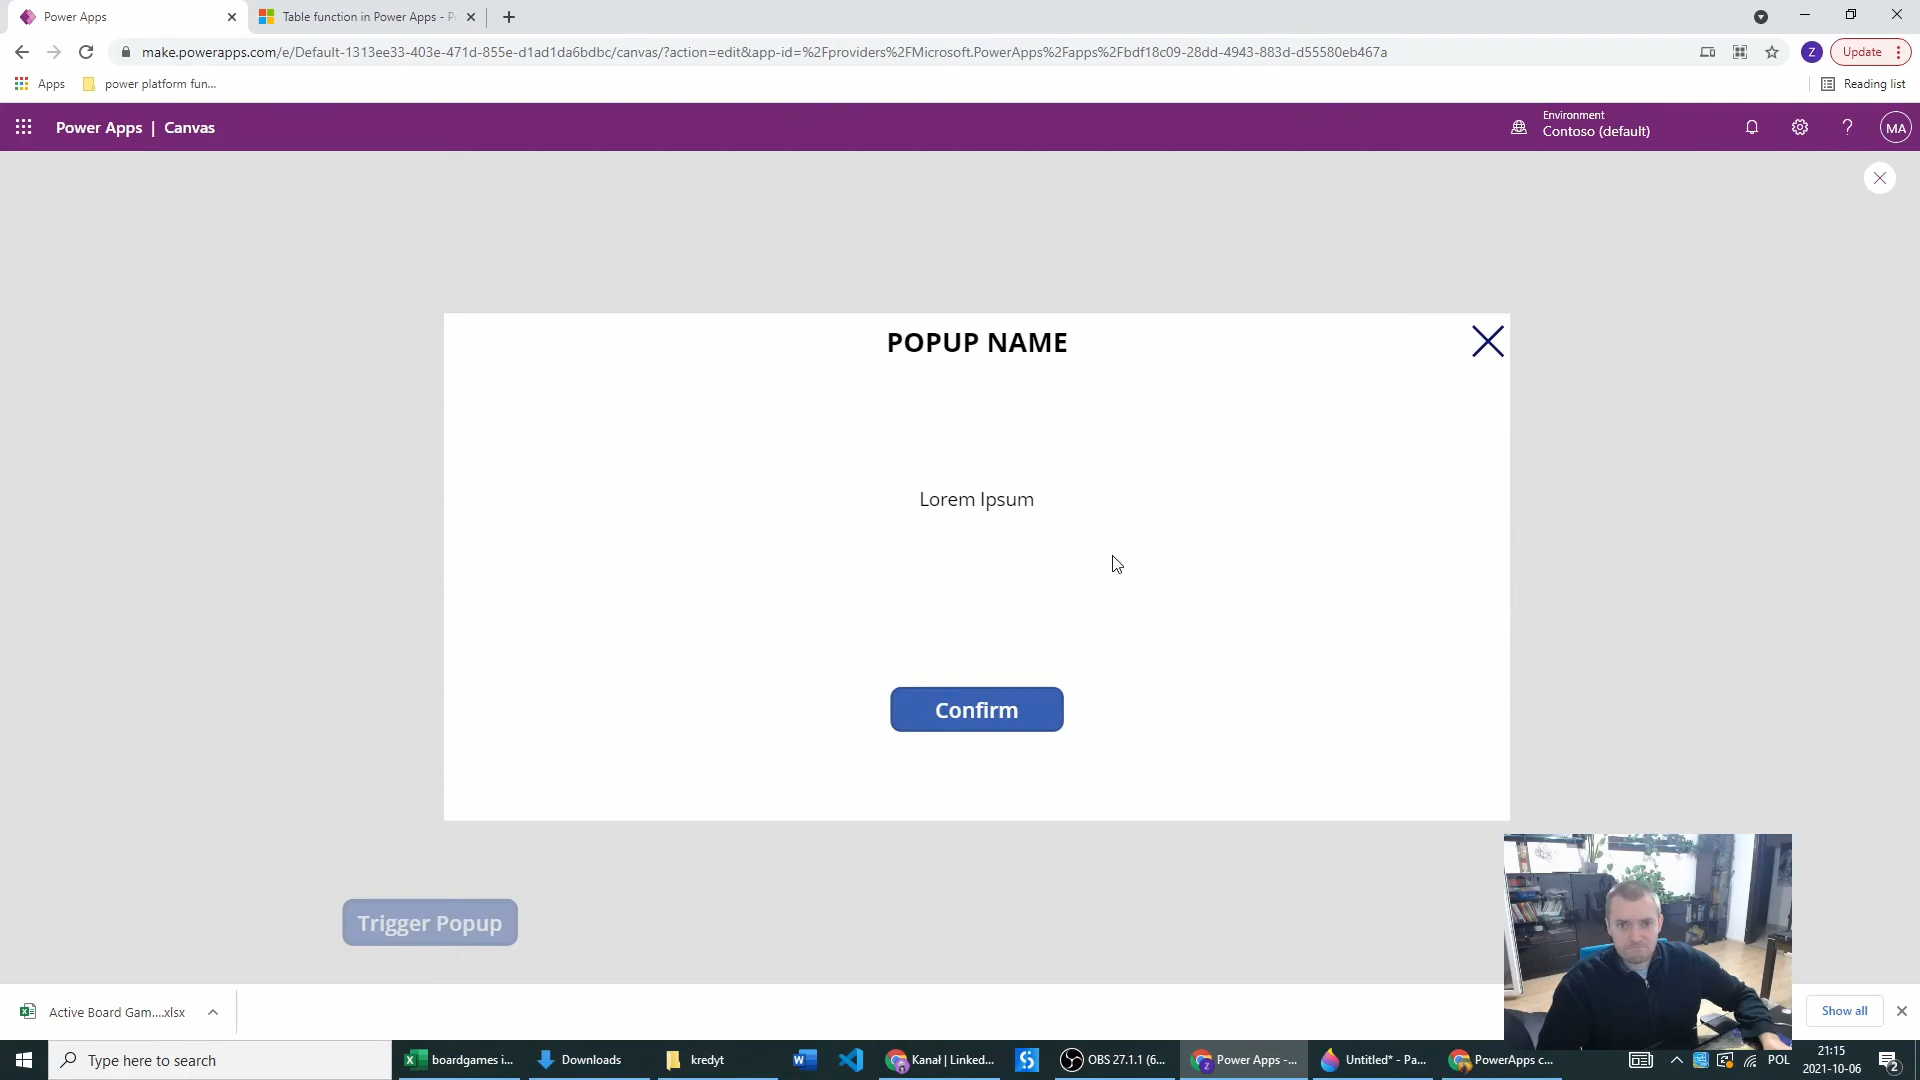 Power Apps
Table function in Power Apps - Po
make.powerapps.com/e/Default-1313ee33-403e-471d-855e-d1ad1da6bdbc/canvas/?action=edit&app-id=%2Fproviders%2FMicrosoft.PowerApps%2Fapps%2Fbdf18c09-28dd-4943-883d-d55580eb467a
Z
Update
Apps
power platform fun...
Reading list
Power Apps | Canvas
Environment
Contoso (default)
?
MA
POPUP NAME
Lorem Ipsum
Confirm
Trigger Popup
Active Board Gam....xlsx
Show all
Type here to search
boardgames i...
Downloads
kredyt
Kanał | Linked...
OBS 27.1.1 (6...
Power Apps -...
Untitled* - Pa...
PowerApps c...
POL
21:15
2021-10-06
2